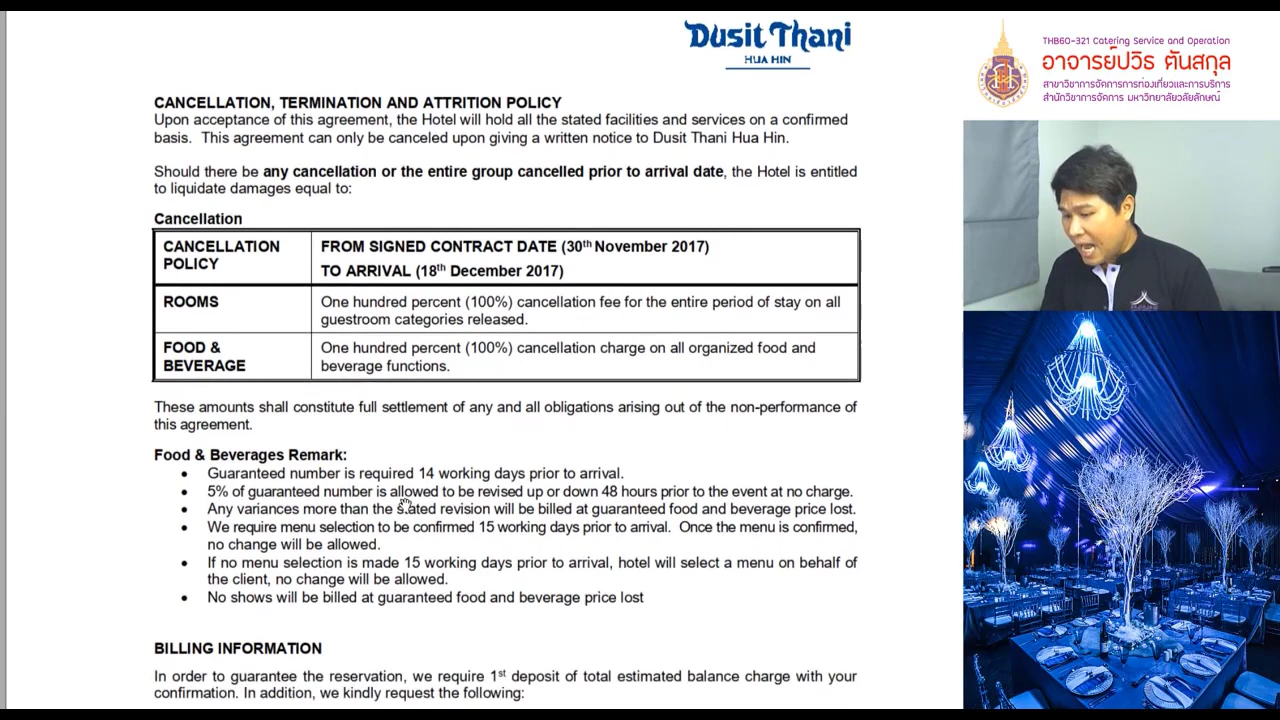 Dusit Thani
HUA HIN
THB60-321 Catering Service and Operation
อาจารย์ปวิธ ตันสกุล
สาขาวิชาการจัดการการท่องเที่ยวและการบริการ
สำนักวิชาการจัดการ มหาวิทยาลัยวลัยลักษณ์
CANCELLATION, TERMINATION AND ATTRITION POLICY
Upon acceptance of this agreement, the Hotel will hold all the stated facilities and services on a confirmed
basis. This agreement can only be canceled upon giving a written notice to Dusit Thani Hua Hin.
Should there be any cancellation or the entire group cancelled prior to arrival date, the Hotel is entitled
to liquidate damages equal to:
Cancellation
CANCELLATION
POLICY
FROM SIGNED CONTRACT DATE (30th November 2017)
TO ARRIVAL (18th December 2017)
ROOMS
One hundred percent (100%) cancellation fee for the entire period of stay on all
guestroom categories released.
FOOD &
BEVERAGE
One hundred percent (100%) cancellation charge on all organized food and
beverage functions.
These amounts shall constitute full settlement of any and all obligations arising out of the non-performance of
this agreement.
Food & Beverages Remark:
• Guaranteed number is required 14 working days prior to arrival.
• 5% of guaranteed number is allowed to be revised up or down 48 hours prior to the event at no charge.
• Any variances more than the stated revision will be billed at guaranteed food and beverage price lost.
• We require menu selection to be confirmed 15 working days prior to arrival. Once the menu is confirmed,
no change will be allowed.
• If no menu selection is made 15 working days prior to arrival, hotel will select a menu on behalf of
the client, no change will be allowed.
• No shows will be billed at guaranteed food and beverage price lost
BILLING INFORMATION
In order to guarantee the reservation, we require 1st deposit of total estimated balance charge with your
confirmation. In addition, we kindly request the following: